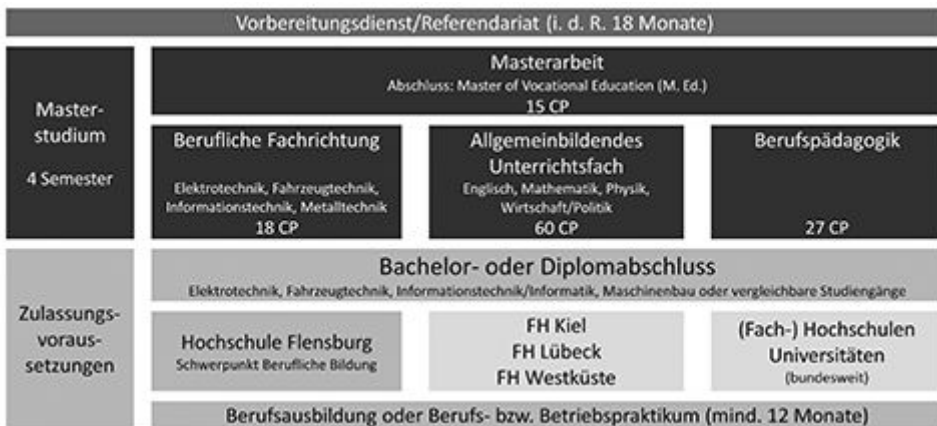 Vorbereitungsdienst/Referendariat (i. d. R. 18 Monate)
Master-
studium
4 Semester
Masterarbeit
Abschluss: Master of Vocational Education (M. Ed.)
15 CP
Berufliche Fachrichtung
Elektrotechnik, Fahrzeugtechnik,
Informationstechnik, Metalltechnik
18 CP
Allgemeinbildendes
Unterrichtsfach
Englisch, Mathematik, Physik,
Wirtschaft/Politik
60 CP
Berufspädagogik
27 CP
Zulassungs-
voraus-
setzungen
Bachelor- oder Diplomabschluss
Elektrotechnik, Fahrzeugtechnik, Informationstechnik/Informatik, Maschinenbau oder vergleichbare Studiengänge
Hochschule Flensburg
Schwerpunkt Berufliche Bildung
FH Kiel
FH Lübeck
FH Westküste
(Fach-) Hochschulen
Universitäten
(bundesweit)
Berufsausbildung oder Berufs- bzw. Betriebspraktikum (mind. 12 Monate)